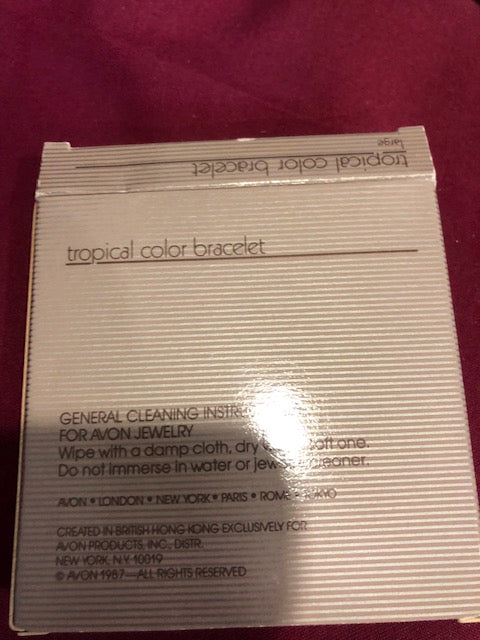 tropical color bracelet
large
tropical color bracelet
GENERAL CLEANING
FOR AVON JEWELRY
Wipe with a damp cloth, dry soft one.
Do not immerse in water or cleaner.
AVON • LONDON • NEW YORK • PARIS • ROME • TOKYO
CREATED IN BRITISH HONG KONG EXCLUSIVELY FOR
AVON PRODUCTS, INC., DISTR.
NEW YORK, N.Y. 10019
© AVON 1987—ALL RIGHTS RESERVED